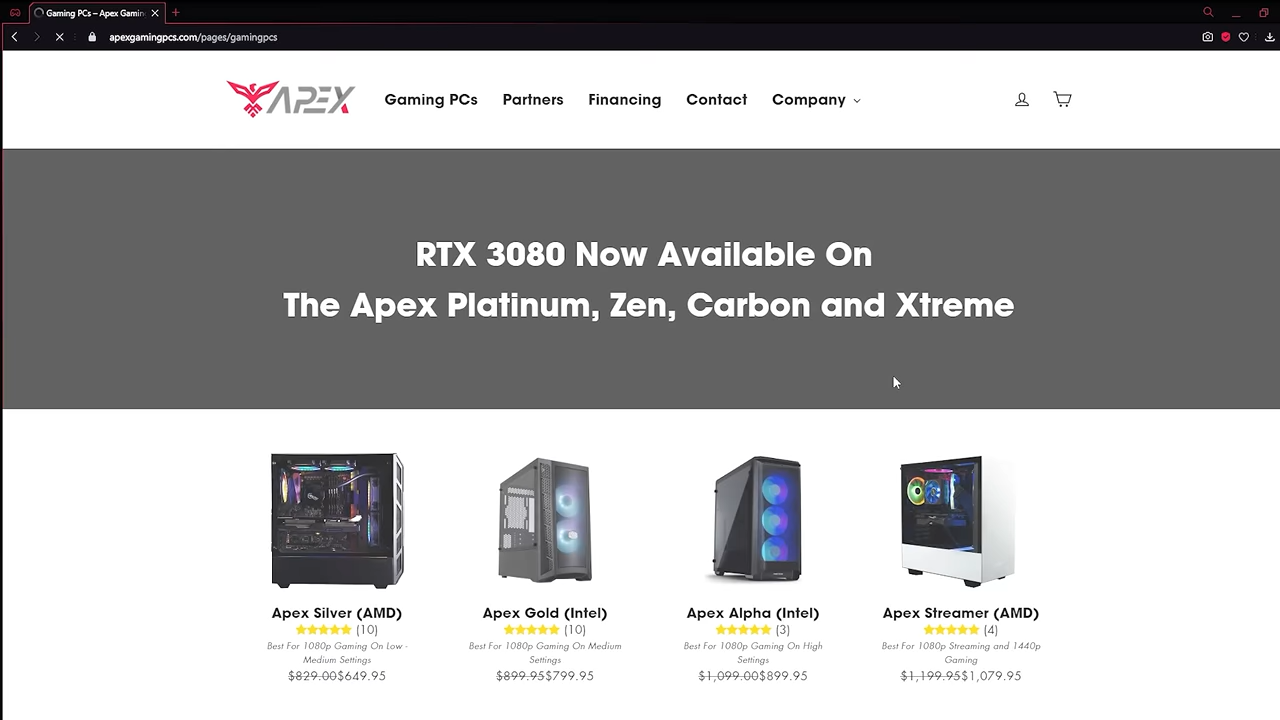 Gaming PCs – Apex Gamin
apexgamingpcs.com/pages/gamingpcs
APEX
Gaming PCs
Partners
Financing
Contact
Company
RTX 3080 Now Available On
The Apex Platinum, Zen, Carbon and Xtreme
Apex Silver (AMD)
(10)
Best For 1080p Gaming On Low -
Medium Settings
$829.00$649.95
Apex Gold (Intel)
(10)
Best For 1080p Gaming On Medium
Settings
$899.95$799.95
Apex Alpha (Intel)
(3)
Best For 1080p Gaming On High
Settings
$1,099.00$899.95
Apex Streamer (AMD)
(4)
Best For 1080p Streaming and 1440p
Gaming
$1,199.95$1,079.95